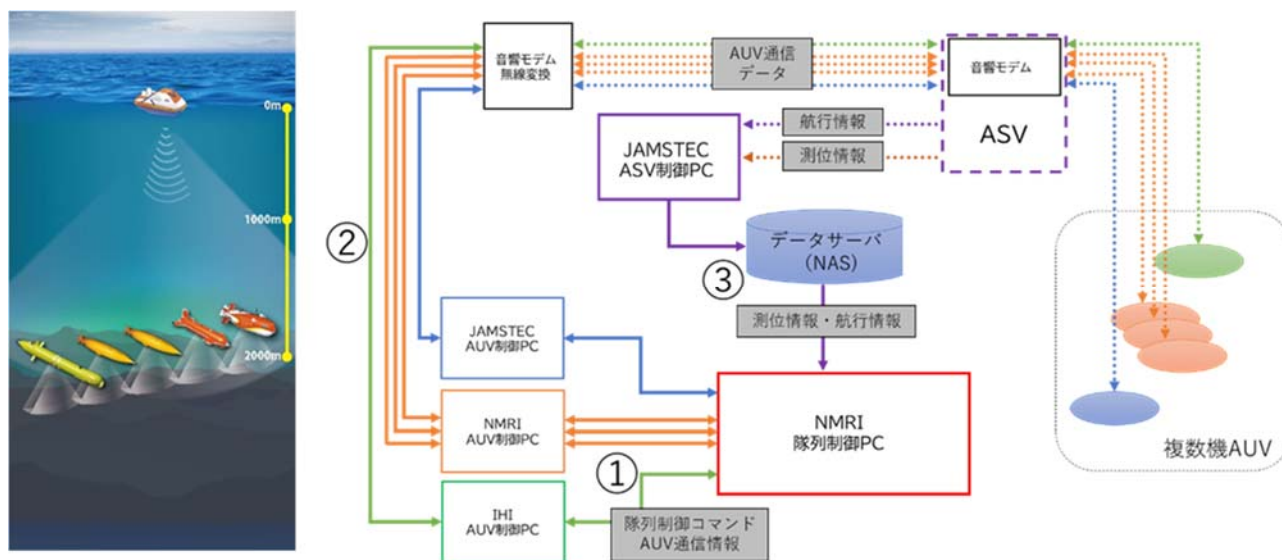 0m
1000m
2000m
音響モデム
無線変換
AUV通信
データ
音響モデム
ASV
航行情報
測位情報
JAMSTEC
ASV制御PC
データサーバ
(NAS)
②
③
測位情報・航行情報
JAMSTEC
AUV制御PC
NMRI
AUV制御PC
NMRI
隊列制御PC
①
IHI
AUV制御PC
隊列制御コマンド
AUV通信情報
複数機AUV